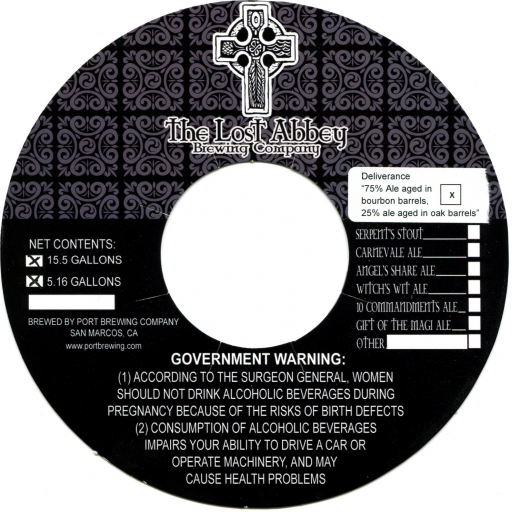 The Lost Abbey
Brewing Company
Deliverance
"75% Ale aged in
bourbon barrels,
25% ale aged in oak barrels"
X
NET CONTENTS:
15.5 GALLONS
5.16 GALLONS
BREWED BY PORT BREWING COMPANY
SAN MARCOS, CA
www.portbrewing.com
SERPENT'S STOUT
CARNEVALE ALE
ANGEL'S SHARE ALE
WITCH'S WIT ALE
10 COMMANDMENTS ALE
GIFT OF THE MAGI ALE
OTHER
GOVERNMENT WARNING:
(1) ACCORDING TO THE SURGEON GENERAL, WOMEN
SHOULD NOT DRINK ALCOHOLIC BEVERAGES DURING
PREGNANCY BECAUSE OF THE RISKS OF BIRTH DEFECTS
(2) CONSUMPTION OF ALCOHOLIC BEVERAGES
IMPAIRS YOUR ABILITY TO DRIVE A CAR OR
OPERATE MACHINERY, AND MAY
CAUSE HEALTH PROBLEMS